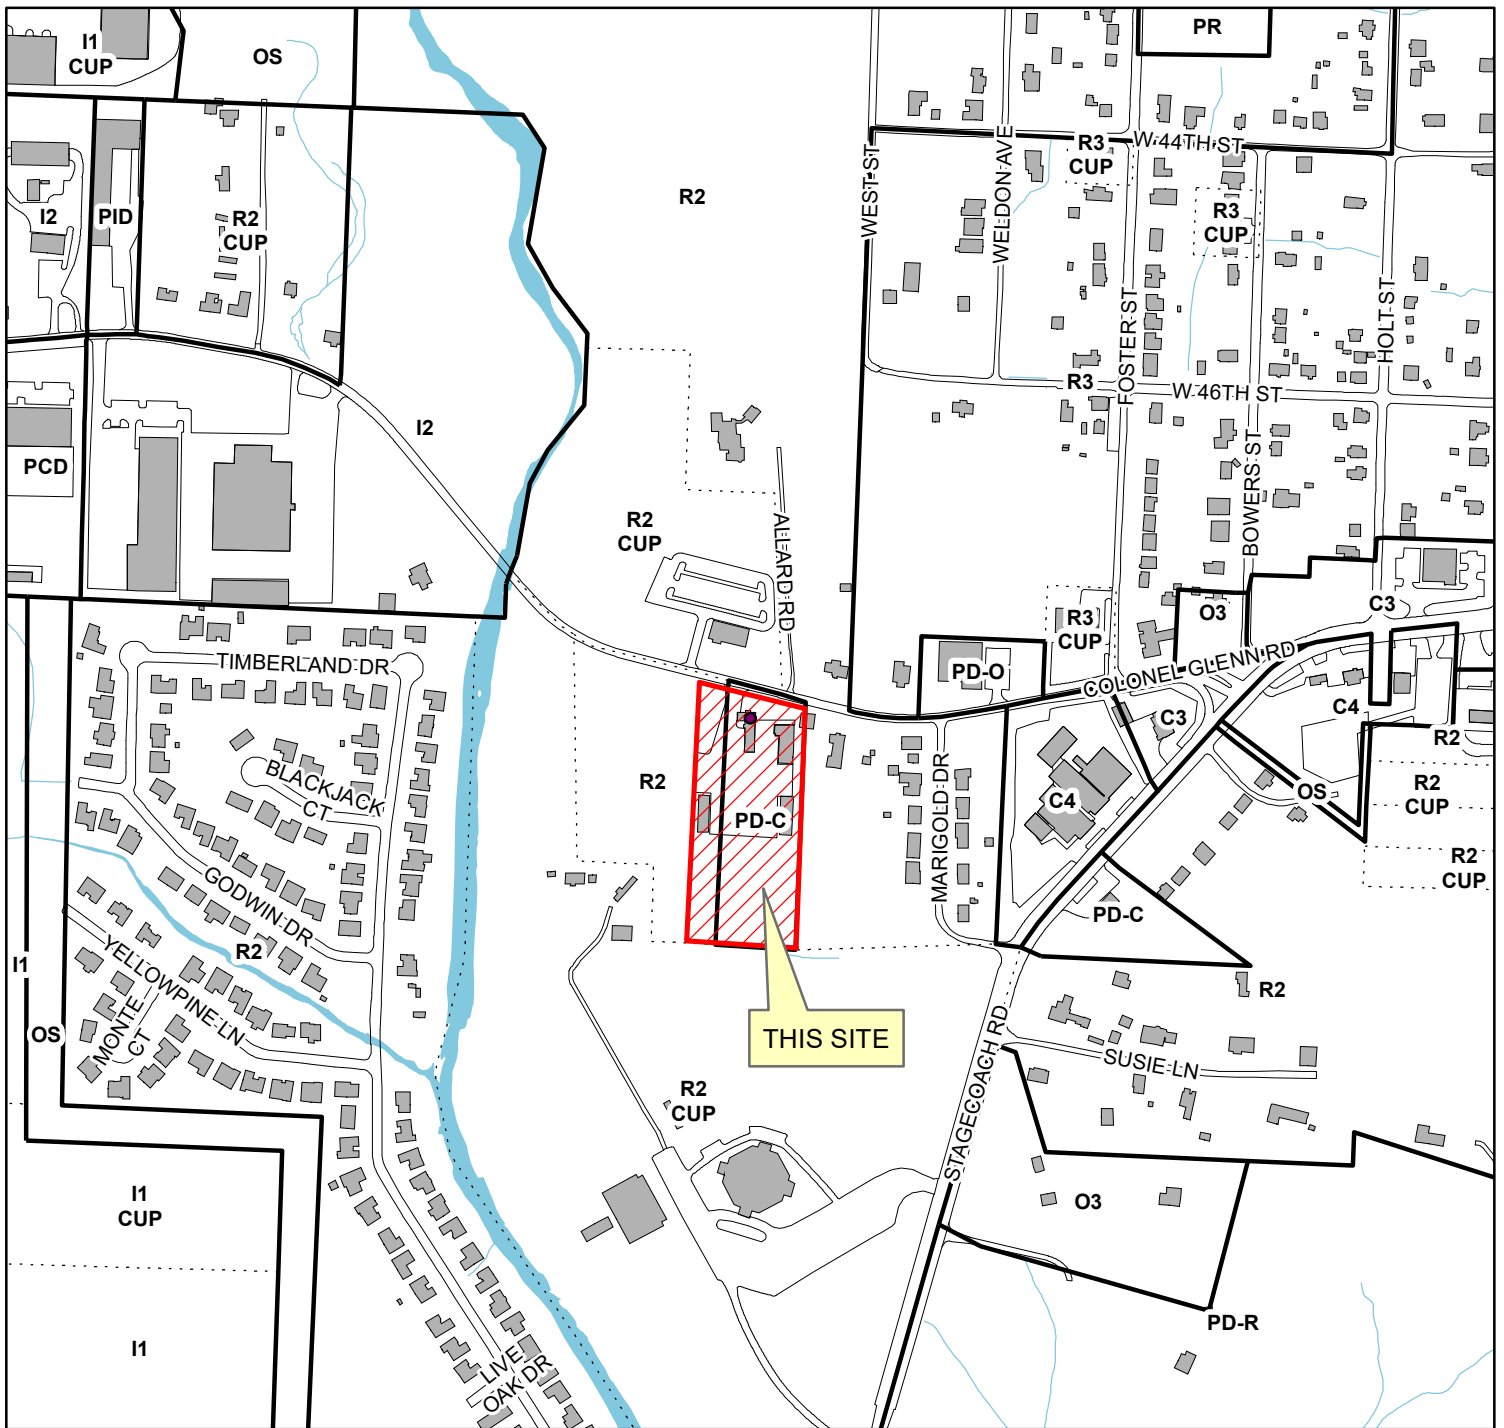 PR
I1
CUP
OS
W 44TH ST
R3
CUP
WEST ST
WELDON AVE
R2
R3
CUP
I2
PID
R2
CUP
FOSTER ST
HOLT ST
R3
W 46TH ST
I2
PCD
BOWERS ST
R2
CUP
ALLARD RD
C3
O3
R3
CUP
TIMBERLAND DR
PD-O
COLONEL GLENN RD
C4
C3
R2
BLACKJACK
CT
R2
MARIGOLD DR
C4
PD-C
OS
R2
CUP
R2
CUP
GODWIN DR
PD-C
R2
YELLOWPINE LN
I1
R2
MONTE
CT
OS
THIS SITE
STAGECOACH RD
SUSIE LN
R2
CUP
I1
CUP
O3
PD-R
I1
LIVE
OAK DR